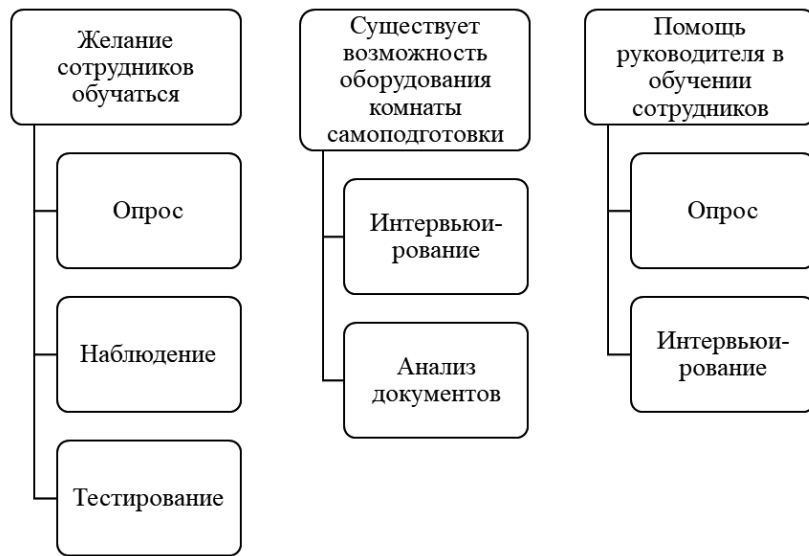 Желание
сотрудников
обучаться
Опрос
Наблюдение
Тестирование
Существует
возможность
оборудования
комнаты
самоподготовки
Интервьюи-
рование
Анализ
документов
Помощь
руководителя в
обучении
сотрудников
Опрос
Интервьюи-
рование